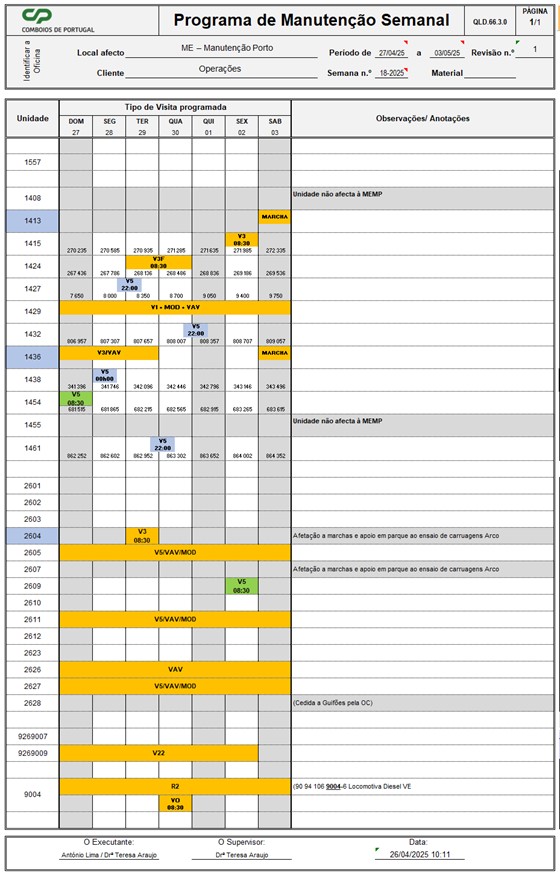 CP
COMBOIOS DE PORTUGAL
Programa de Manutenção Semanal
QLD.66.3.0
PÁGINA
1/1
Identificar a Oficina
Local afecto ME – Manutenção Porto Período de 27/04/25 a 03/05/25 Revisão n.º 1
Cliente Operações Semana n.º 18-2025 Material
Unidade Tipo de Visita programada Observações/ Anotações
DOM SEG TER QUA QUI SEX SAB
27 28 29 30 01 02 03
1557
1408 Unidade não afecta à MEMP
1413 MARCHA
1415 V3
08:30
270 235 270 585 270 935 271 285 271 635 271 985 272 335
1424 V3F
08:30
267 436 267 786 268 136 268 486 268 836 269 186 269 536
1427 V5
22:00
7 650 8 000 8 350 8 700 9 050 9 400 9 750
1429 V1 + MOD + VAV
1432 V5
22:00
806 957 807 307 807 657 808 007 808 357 808 707 809 057
1436 V3/VAV MARCHA
1438 V5
00h00
341 396 341 746 342 096 342 446 342 796 343 146 343 496
1454 V5
08:30
681 515 681 865 682 215 682 565 682 915 683 265 683 615
1455 Unidade não afecta à MEMP
1461 V5
22:00
862 252 862 602 862 952 863 302 863 652 864 002 864 352
2601
2602
2603
2604 V3
08:30 Afetação a marchas e apoio em parque ao ensaio de carruagens Arco
2605 V5/VAV/MOD
2607 Afetação a marchas e apoio em parque ao ensaio de carruagens Arco
2609 V5
08:30
2610
2611 V5/VAV/MOD
2612
2623
2626 VAV
2627 V5/VAV/MOD
2628 (Cedida a Guifões pela OC)
9269007
9269009 V22
9004 R2 (90 94 106 9004-6 Locomotiva Diesel VE
VO
08:30
O Executante: O Supervisor: Data:
António Lima / Drª Teresa Araujo Drª Teresa Araujo 26/04/2025 10:11